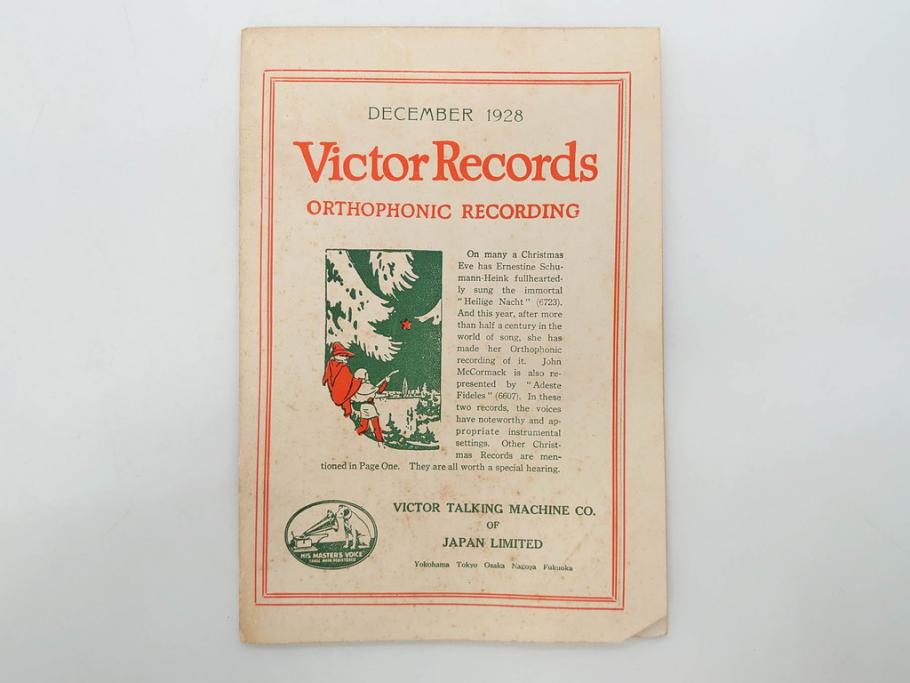 DECEMBER 1928
Victor Records
ORTHOPHONIC RECORDING
On many a Christmas
Eve has Ernestine Schu-
mann-Heink fullhearted-
ly sung the immortal
"Heilige Nacht" (6723).
And this year, after more
than half a century in the
world of song, she has
made her Orthophonic
recording of it. John
McCormack is also re-
presented by "Adeste
Fideles" (6607). In these
two records, the voices
have noteworthy and ap-
propriate instrumental
settings. Other Christ-
mas Records are men-
tioned in Page One. They are all worth a special hearing.
HIS MASTER'S VOICE
TRADE MARK REGISTERED
VICTOR TALKING MACHINE CO.
OF
JAPAN LIMITED
Yokohama Tokyo Osaka Nagoya Fukuoka